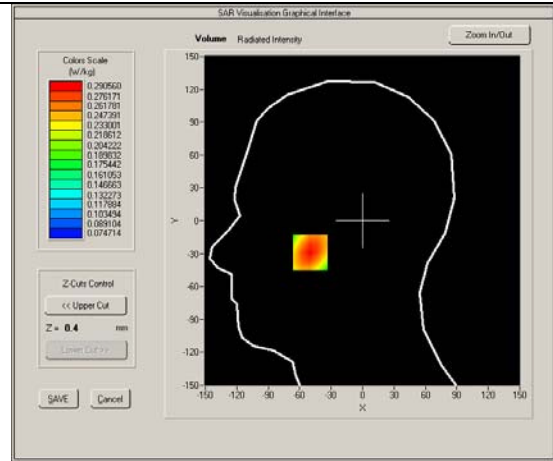 SAR Visualisation Graphical Interface
Volume Radiated Intensity
Zoom In/Out
Colors Scale
(W/kg)
0.290560
0.276171
0.261781
0.247391
0.233001
0.218612
0.204222
0.189832
0.175442
0.161053
0.146663
0.132273
0.117884
0.103494
0.089104
0.074714
Z-Cuts Control
<< Upper Cut
Z = 0.4 mm
Lower Cut >>
SAVE
Cancel
150
120
90
60
30
0
-30
-60
-90
-120
-150
Y
-150 -120 -90 -60 -30 0 30 60 90 120 150
X